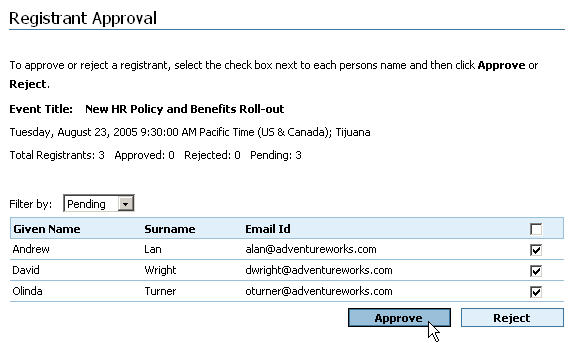 Registrant Approval
To approve or reject a registrant, select the check box next to each persons name and then click Approve or
Reject.
Event Title: New HR Policy and Benefits Roll-out
Tuesday, August 23, 2005 9:30:00 AM Pacific Time (US & Canada); Tijuana
Total Registrants: 3 Approved: 0 Rejected: 0 Pending: 3
Filter by: Pending
Given Name Surname Email Id
Andrew Lan alan@adventureworks.com
David Wright dwright@adventureworks.com
Olinda Turner oturner@adventureworks.com
Approve Reject